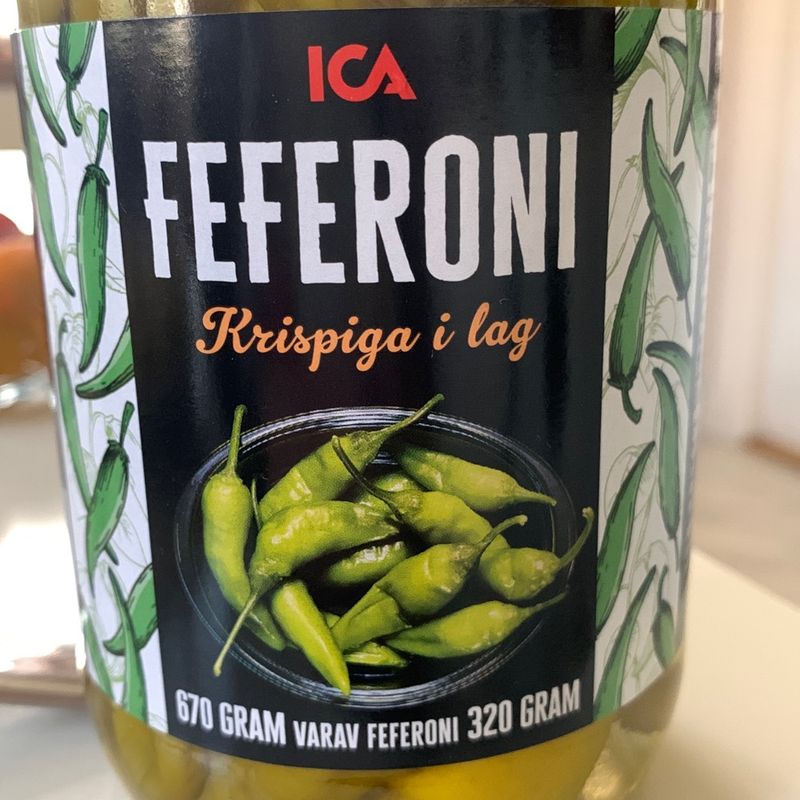 ICA
FEFERONI
Krispiga i lag
670 GRAM VARAV FEFERONI 320 GRAM